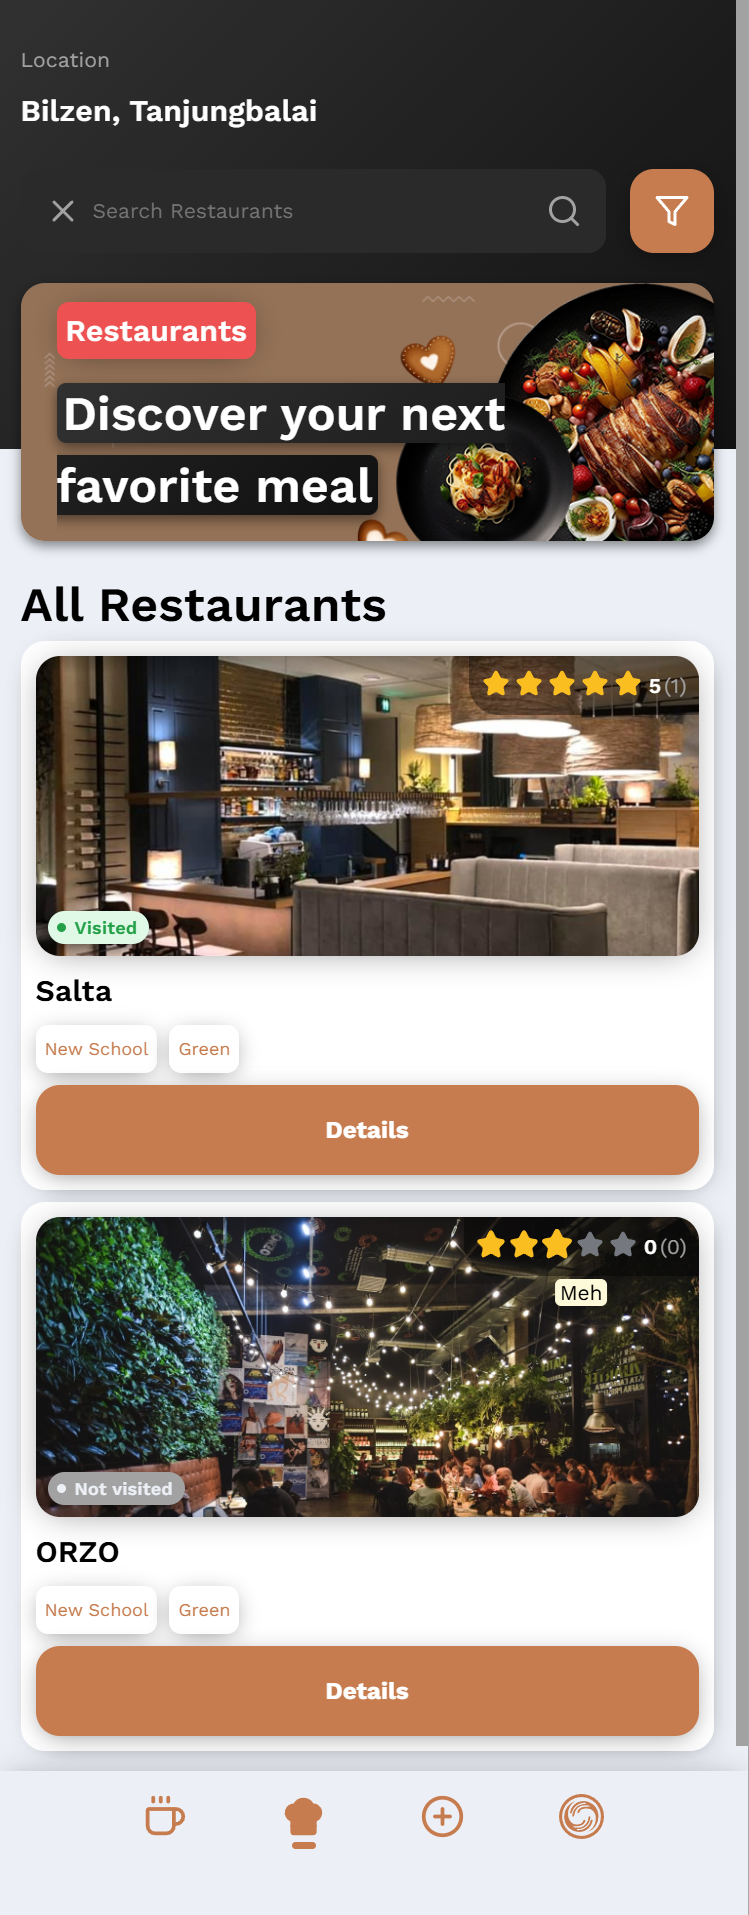 Location
Bilzen, Tanjungbalai
Search Restaurants
Restaurants
Discover your next
favorite meal
All Restaurants
5 (1)
Visited
Salta
New School Green
Details
0 (0)
Meh
Not visited
ORZO
New School Green
Details